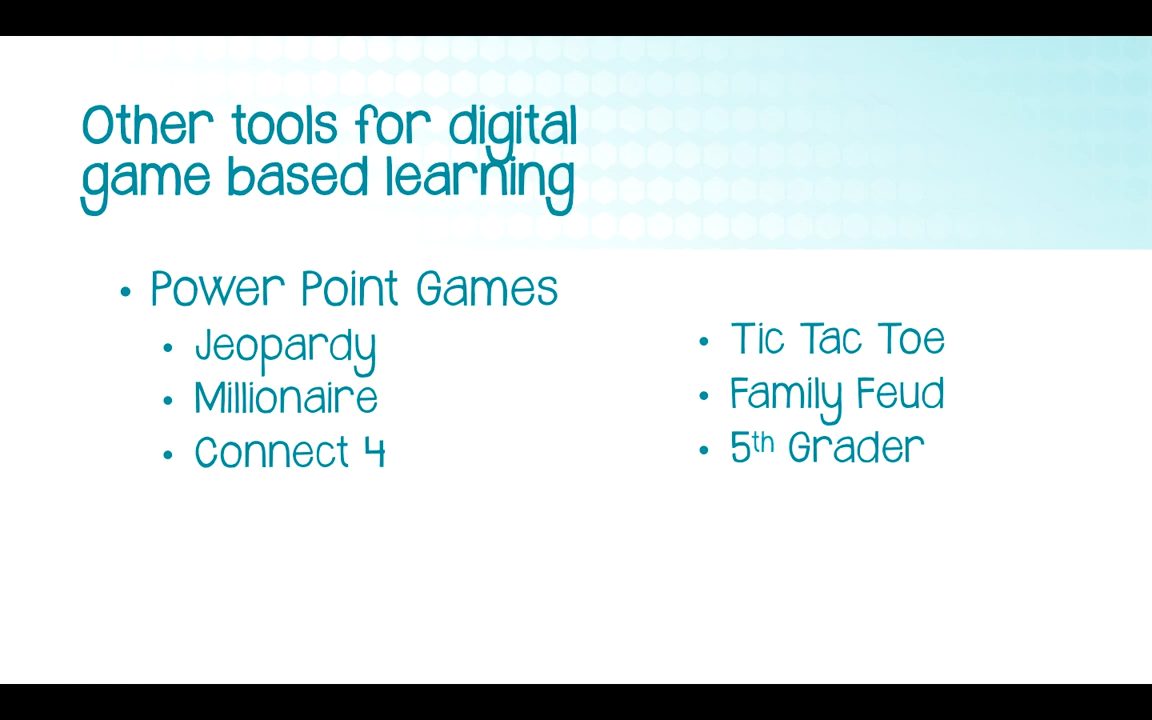 Other tools for digital
game based learning
• Power Point Games
• Jeopardy
• Millionaire
• Connect 4
• Tic Tac Toe
• Family Feud
• 5th Grader